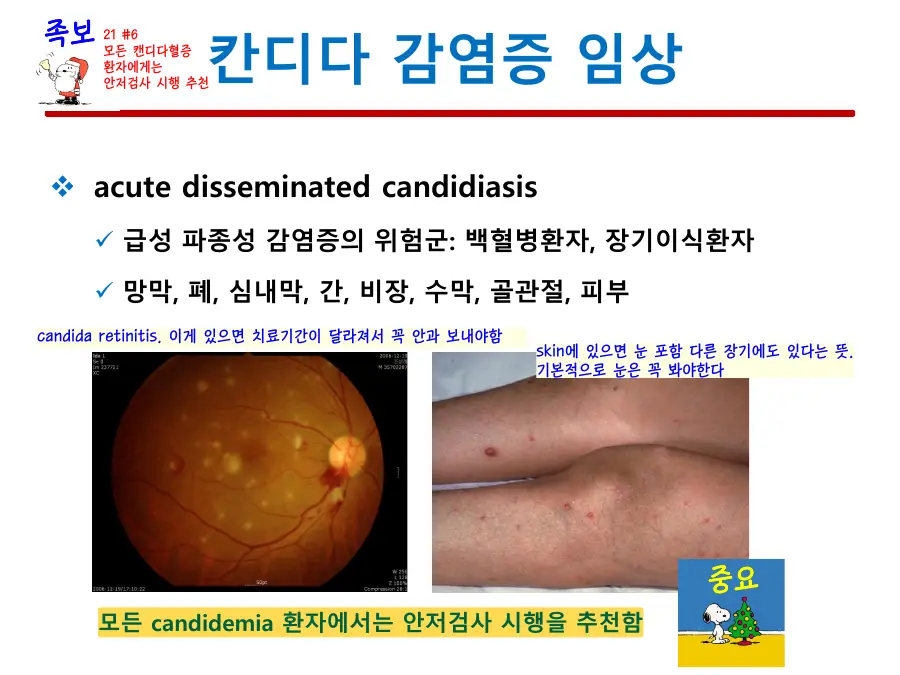 족보
21 #6
모든 캔디다혈증
환자에게는
안저검사 시행 추천
칸디다 감염증 임상
acute disseminated candidiasis
급성 파종성 감염증의 위험군: 백혈병환자, 장기이식환자
망막, 폐, 심내막, 간, 비장, 수막, 골관절, 피부
candida retinitis. 이게 있으면 치료기간이 달라져서 꼭 안과 보내야함
skin에 있으면 눈 포함 다른 장기에도 있다는 뜻.
기본적으로 눈은 꼭 봐야한다
50pt
Z 100%
중요
모든 candidemia 환자에서는 안저검사 시행을 추천함